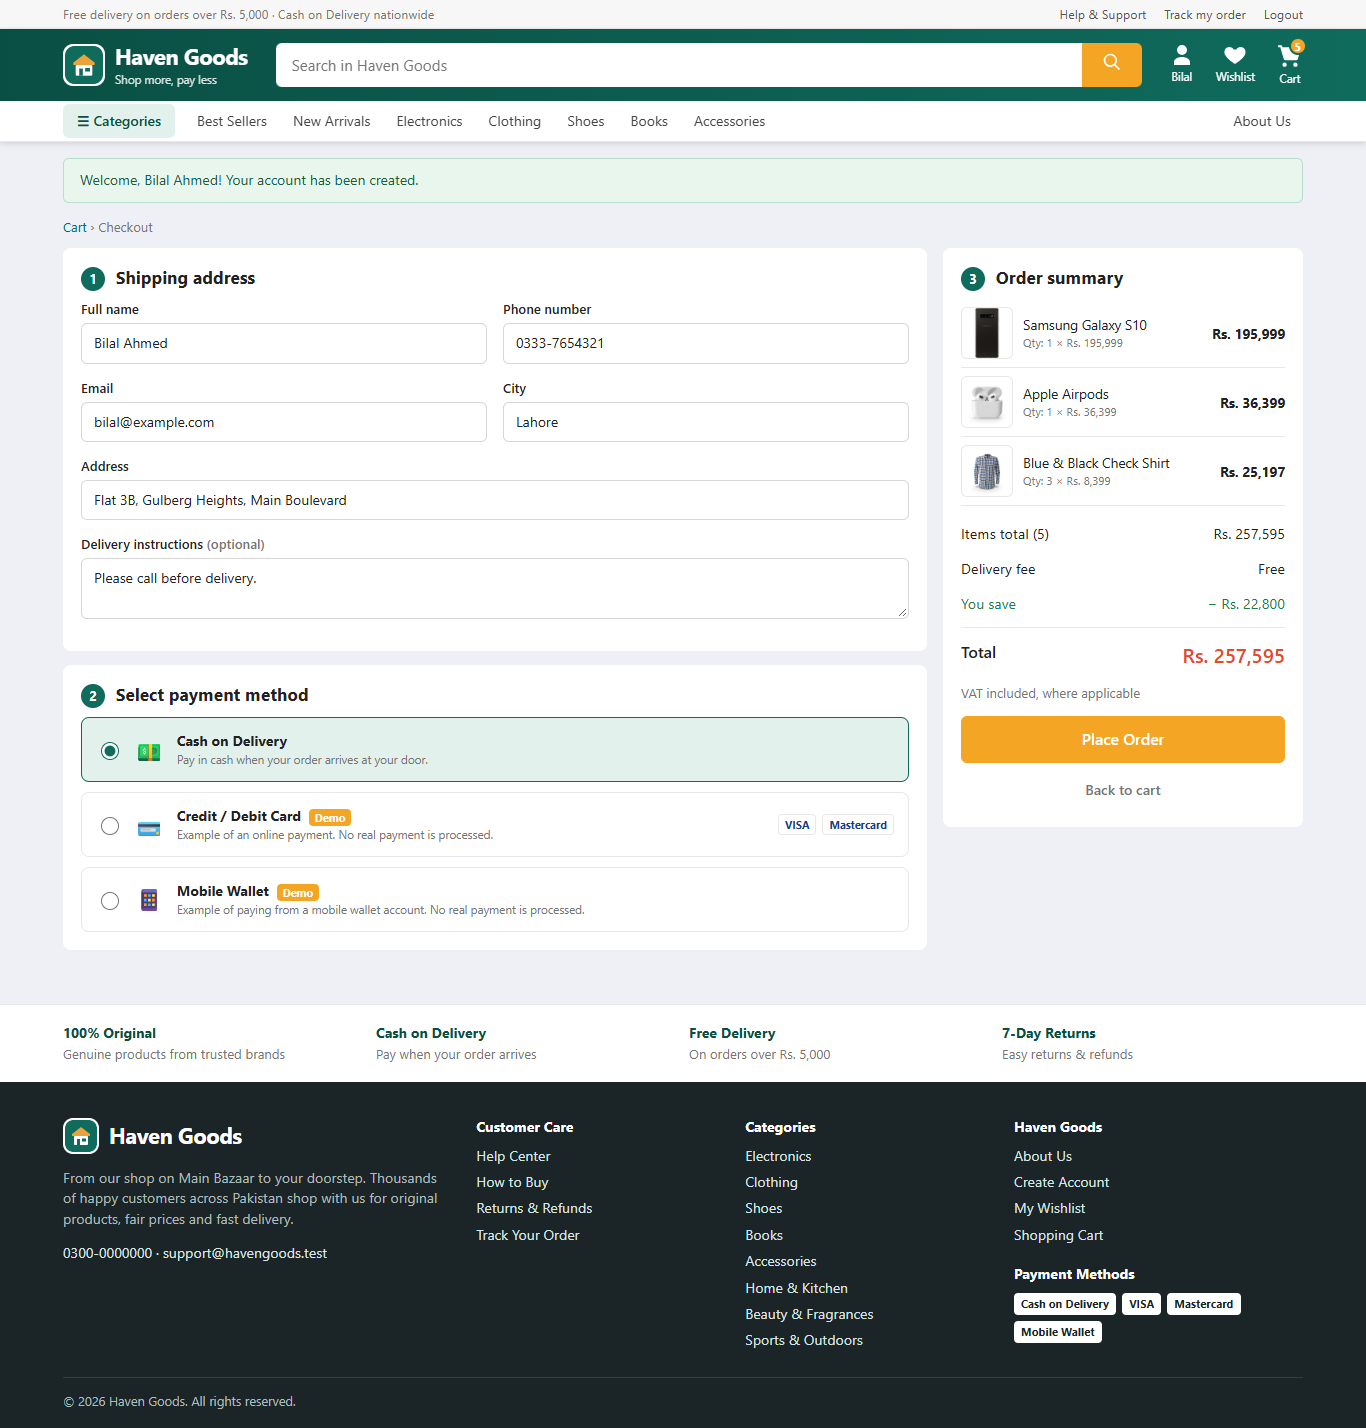 Free delivery on orders over Rs. 5,000 · Cash on Delivery nationwide
Help & Support Track my order Logout
Haven Goods
Shop more, pay less
Search in Haven Goods
Bilal
Wishlist
5
Cart
☰ Categories Best Sellers New Arrivals Electronics Clothing Shoes Books Accessories About Us
Welcome, Bilal Ahmed! Your account has been created.
Cart › Checkout
1 Shipping address
Full name
Bilal Ahmed
Phone number
0333-7654321
Email
bilal@example.com
City
Lahore
Address
Flat 3B, Gulberg Heights, Main Boulevard
Delivery instructions (optional)
Please call before delivery.
2 Select payment method
Cash on Delivery
Pay in cash when your order arrives at your door.
Credit / Debit Card Demo
Example of an online payment. No real payment is processed.
VISA Mastercard
Mobile Wallet Demo
Example of paying from a mobile wallet account. No real payment is processed.
3 Order summary
Samsung Galaxy S10
Qty: 1 × Rs. 195,999
Rs. 195,999
Apple Airpods
Qty: 1 × Rs. 36,399
Rs. 36,399
Blue & Black Check Shirt
Qty: 3 × Rs. 8,399
Rs. 25,197
Items total (5) Rs. 257,595
Delivery fee Free
You save − Rs. 22,800
Total Rs. 257,595
VAT included, where applicable
Place Order
Back to cart
100% Original
Genuine products from trusted brands
Cash on Delivery
Pay when your order arrives
Free Delivery
On orders over Rs. 5,000
7-Day Returns
Easy returns & refunds
Haven Goods
From our shop on Main Bazaar to your doorstep. Thousands
of happy customers across Pakistan shop with us for original
products, fair prices and fast delivery.
0300-0000000 · support@havengoods.test
Customer Care
Help Center
How to Buy
Returns & Refunds
Track Your Order
Categories
Electronics
Clothing
Shoes
Books
Accessories
Home & Kitchen
Beauty & Fragrances
Sports & Outdoors
Haven Goods
About Us
Create Account
My Wishlist
Shopping Cart
Payment Methods
Cash on Delivery VISA Mastercard
Mobile Wallet
© 2026 Haven Goods. All rights reserved.